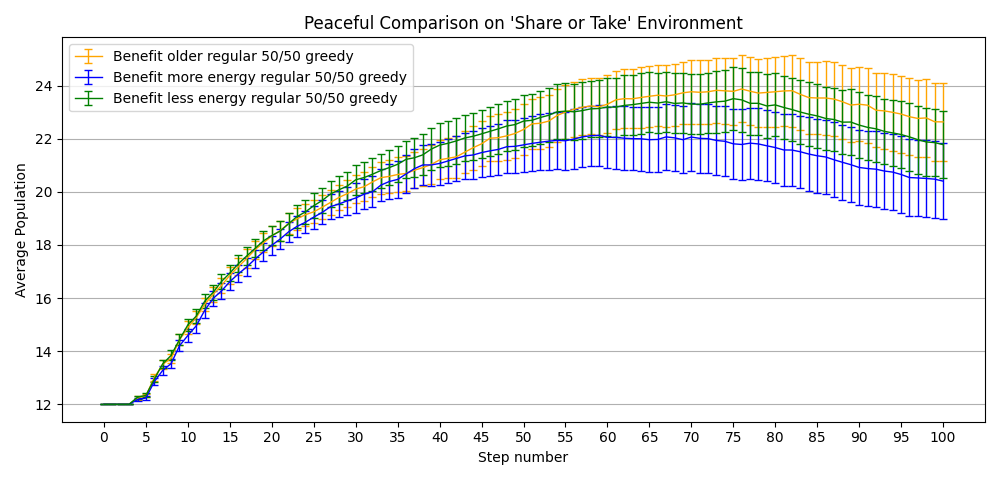 Peaceful Comparison on 'Share or Take' Environment
Benefit older regular 50/50 greedy
Benefit more energy regular 50/50 greedy
Benefit less energy regular 50/50 greedy
Average Population
24
22
20
18
16
14
12
0 5 10 15 20 25 30 35 40 45 50 55 60 65 70 75 80 85 90 95 100
Step number